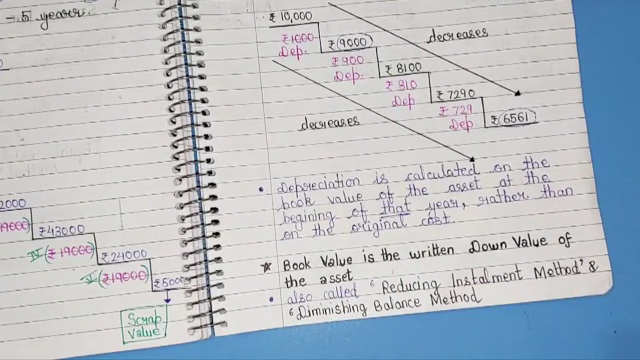 - 5 years
₹ 43000
IV (₹ 19000)
₹ 24000
V (₹ 19000)
₹ 5000
Scrap
Value
₹ 10,000
₹ 1000
Dep.
₹ (9000)
₹ 900
Dep.
₹ 8100
₹ 810
Dep
₹ 7290
₹ 729
Dep
₹ (6561)
decreases
decreases
• Depreciation is calculated on the
book value of the asset at the
begining of that year, rather than
on the original cost.
* Book Value is the written Down Value of
the asset
• also called "Reducing Instalment Method" &
"Diminishing Balance Method